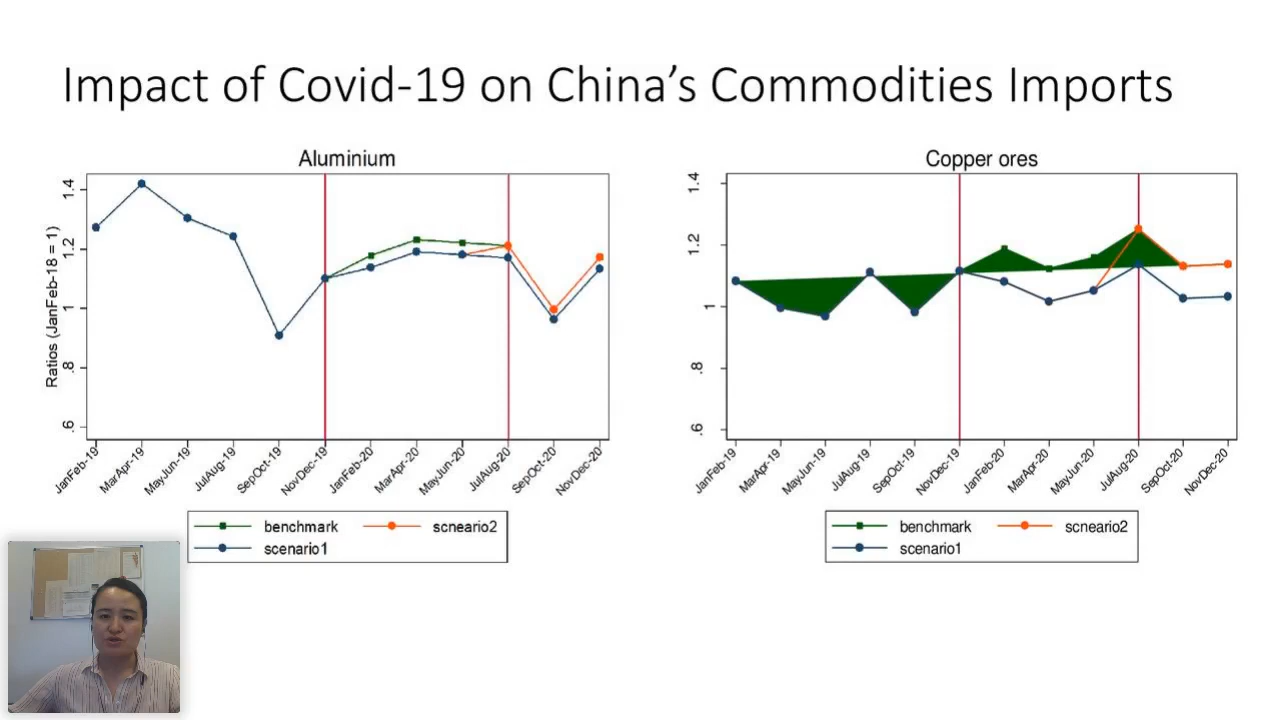 Impact of Covid-19 on China's Commodities Imports
Aluminium
Ratios (JanFeb-18 = 1)
1.4
1.2
1
.8
.6
JanFeb-19
MarApr-19
MayJun-19
JulAug-19
SepOct-19
NovDec-19
JanFeb-20
MarApr-20
MayJun-20
JulAug-20
SepOct-20
NovDec-20
benchmark
scneario2
scenario1
Copper ores
1.4
1.2
1
.8
.6
JanFeb-19
MarApr-19
MayJun-19
JulAug-19
SepOct-19
NovDec-19
JanFeb-20
MarApr-20
MayJun-20
JulAug-20
SepOct-20
NovDec-20
benchmark
scneario2
scenario1